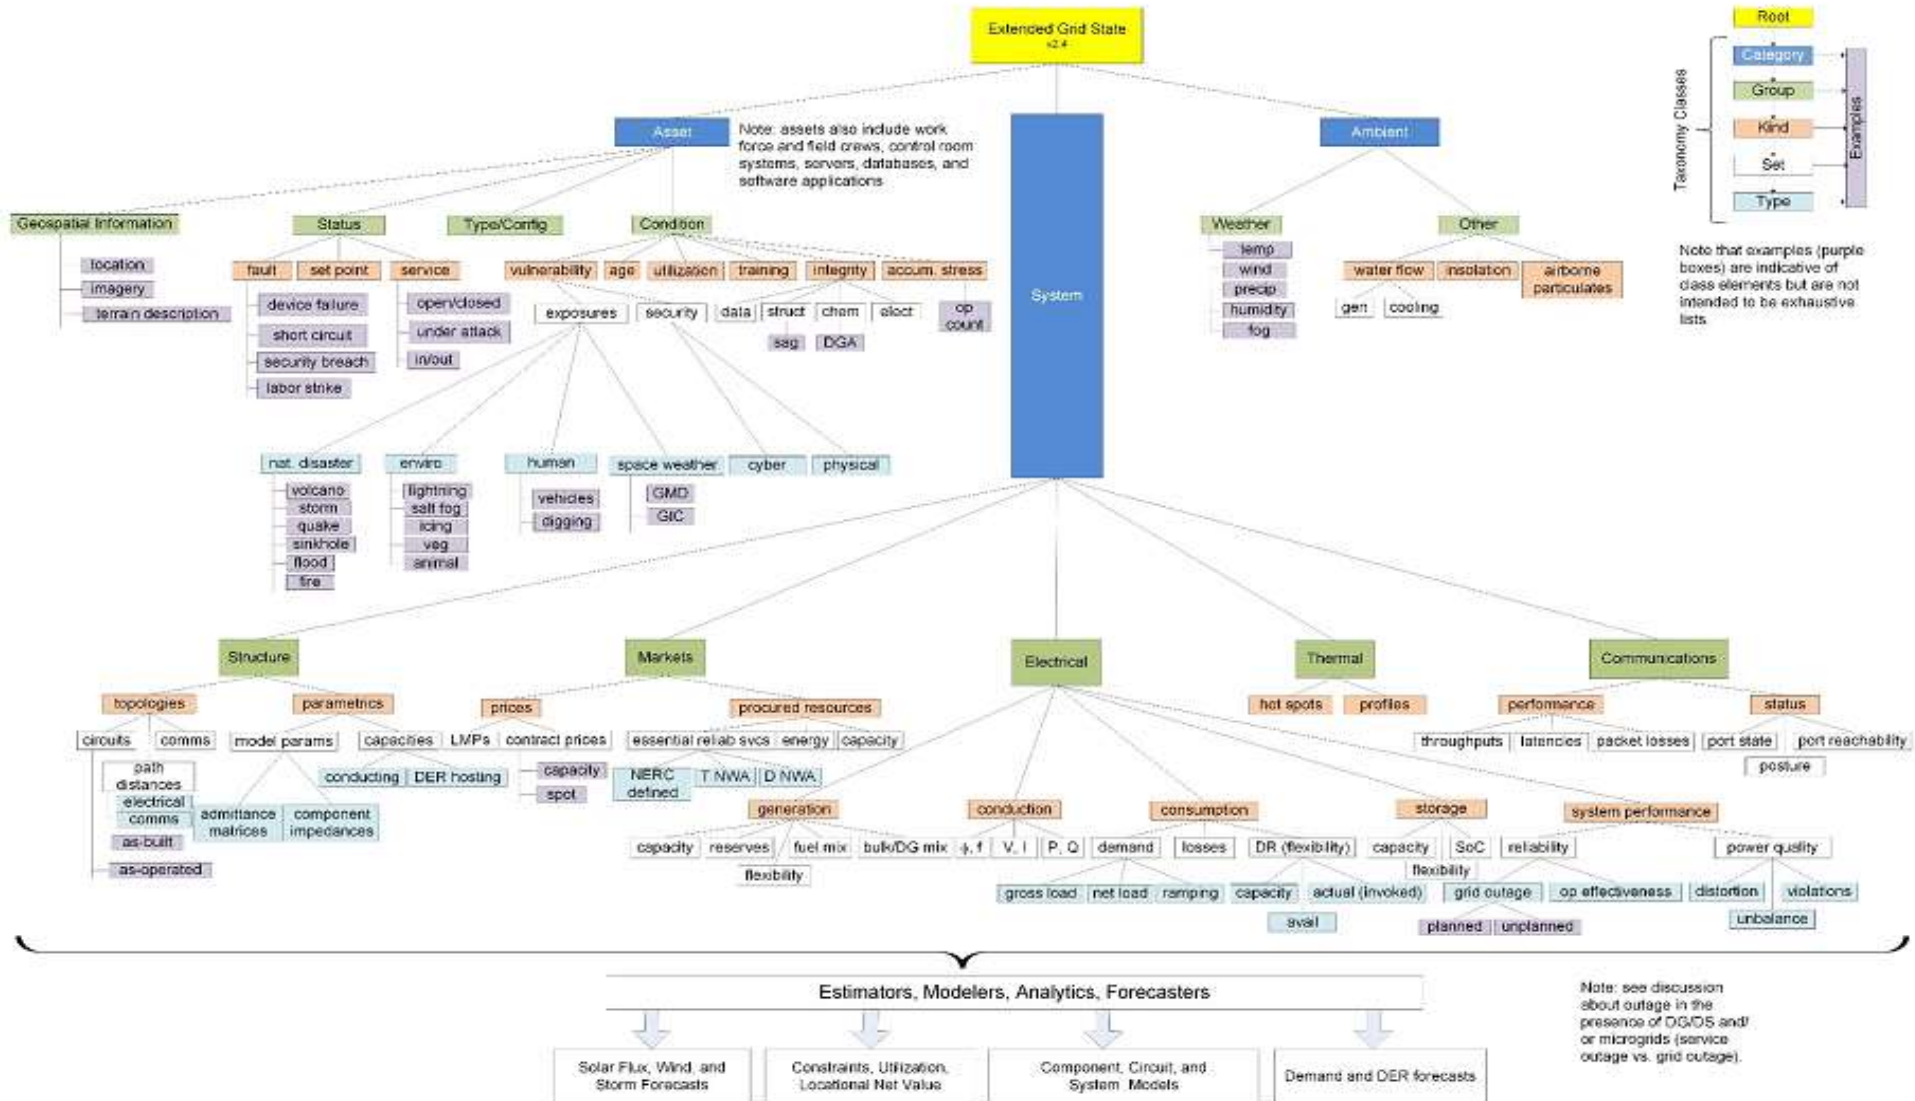 Extended Grid State
v2.4
Root
Category
Group
Kind
Set
Type
Taxonomy Classes
Examples
Note that examples (purple
boxes) are indicative of
class elements but are not
intended to be exhaustive
lists
Asset
Note: assets also include work
force and field crews, control room
systems, servers, databases, and
software applications
System
Ambient
Geospatial Information
location
imagery
terrain description
Status
fault
set point
service
device failure
short circuit
security breach
labor strike
open/closed
under attack
in/out
Type/Config
Condition
vulnerability
age
utilization
training
integrity
accum. stress
exposures
security
data
struct
chem
elect
op
count
sag
DGA
nat. disaster
volcano
storm
quake
sinkhole
flood
fire
enviro
lightning
salt fog
icing
veg
animal
human
vehicles
digging
space weather
GMD
GIC
cyber
physical
Weather
temp
wind
precip
humidity
fog
Other
water flow
insolation
airborne
particulates
gen
cooling
Structure
topologies
parametrics
circuits
comms
model params
capacities
path
distances
electrical
comms
as-built
as-operated
admittance
matrices
component
impedances
conducting
DER hosting
Markets
prices
procured resources
LMPs
contract prices
capacity
spot
essential reliab svcs
energy
capacity
NERC
defined
T NWA
D NWA
Electrical
generation
capacity
reserves
fuel mix
bulk/DG mix
flexibility
conduction
ϕ, f
V, I
P, Q
consumption
demand
losses
DR (flexibility)
gross load
net load
ramping
capacity
actual (invoked)
avail
storage
capacity
SoC
flexibility
system performance
reliability
power quality
grid outage
op effectiveness
planned
unplanned
distortion
violations
unbalance
Thermal
hot spots
profiles
Communications
performance
status
throughputs
latencies
packet losses
port state
port reachability
posture
Estimators, Modelers, Analytics, Forecasters
Solar Flux, Wind, and
Storm Forecasts
Constraints, Utilization,
Locational Net Value
Component, Circuit, and
System Models
Demand and DER forecasts
Note: see discussion
about outage in the
presence of DG/DS and/
or microgrids (service
outage vs. grid outage).